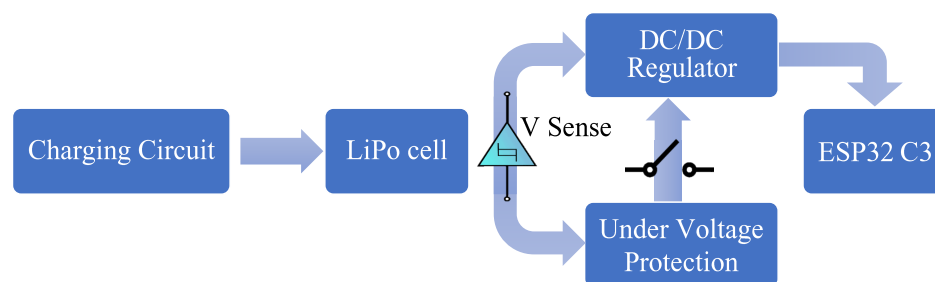 Charging Circuit
LiPo cell
V Sense
DC/DC
Regulator
Under Voltage
Protection
ESP32 C3